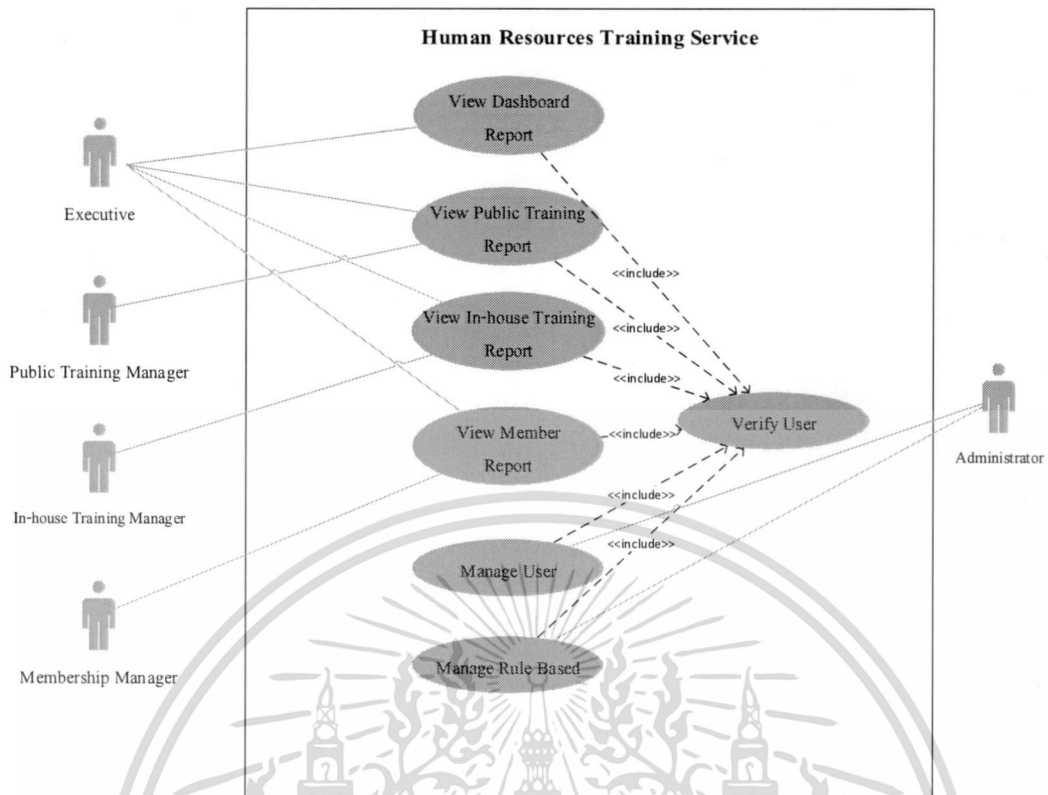 Human Resources Training Service
View Dashboard
Report
Executive
View Public Training
Report
<<include>>
Public Training Manager
View In-house Training
Report
<<include>>
<<include>>
In-house Training Manager
View Member
Report
<<include>>
Verify User
Administrator
<<include>>
Manage User
<<include>>
Membership Manager
Manage Rule Based